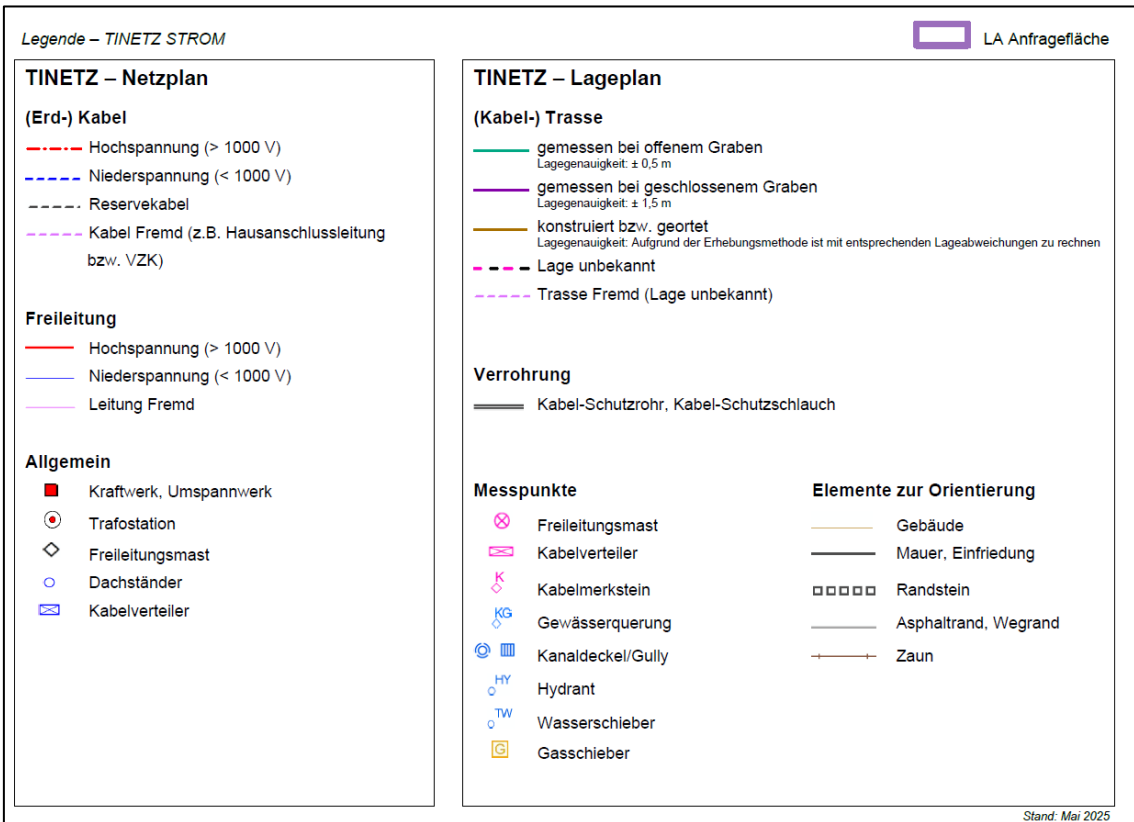 Legende – TINETZ STROM
LA Anfragefläche
TINETZ – Netzplan
(Erd-) Kabel
Hochspannung (> 1000 V)
Niederspannung (< 1000 V)
Reservekabel
Kabel Fremd (z.B. Hausanschlussleitung
bzw. VZK)
Freileitung
Hochspannung (> 1000 V)
Niederspannung (< 1000 V)
Leitung Fremd
Allgemein
Kraftwerk, Umspannwerk
Trafostation
Freileitungsmast
Dachständer
Kabelverteiler
TINETZ – Lageplan
(Kabel-) Trasse
gemessen bei offenem Graben
Lagegenauigkeit: ± 0,5 m
gemessen bei geschlossenem Graben
Lagegenauigkeit: ± 1,5 m
konstruiert bzw. geortet
Lagegenauigkeit: Aufgrund der Erhebungsmethode ist mit entsprechenden Lageabweichungen zu rechnen
Lage unbekannt
Trasse Fremd (Lage unbekannt)
Verrohrung
Kabel-Schutzrohr, Kabel-Schutzschlauch
Messpunkte
Freileitungsmast
Kabelverteiler
K
Kabelmerkstein
KG
Gewässerquerung
Kanaldeckel/Gully
HY
Hydrant
TW
Wasserschieber
G
Gasschieber
Elemente zur Orientierung
Gebäude
Mauer, Einfriedung
Randstein
Asphaltrand, Wegrand
Zaun
Stand: Mai 2025